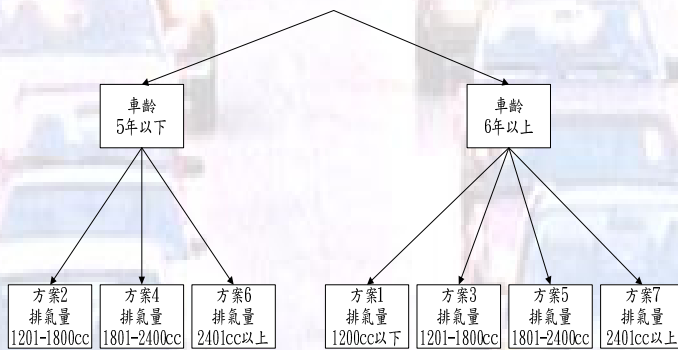 車齡
5年以下
車齡
6年以上
方案2
排氣量
1201-1800cc
方案4
排氣量
1801-2400cc
方案6
排氣量
2401cc以上
方案1
排氣量
1200cc以下
方案3
排氣量
1201-1800cc
方案5
排氣量
1801-2400cc
方案7
排氣量
2401cc以上